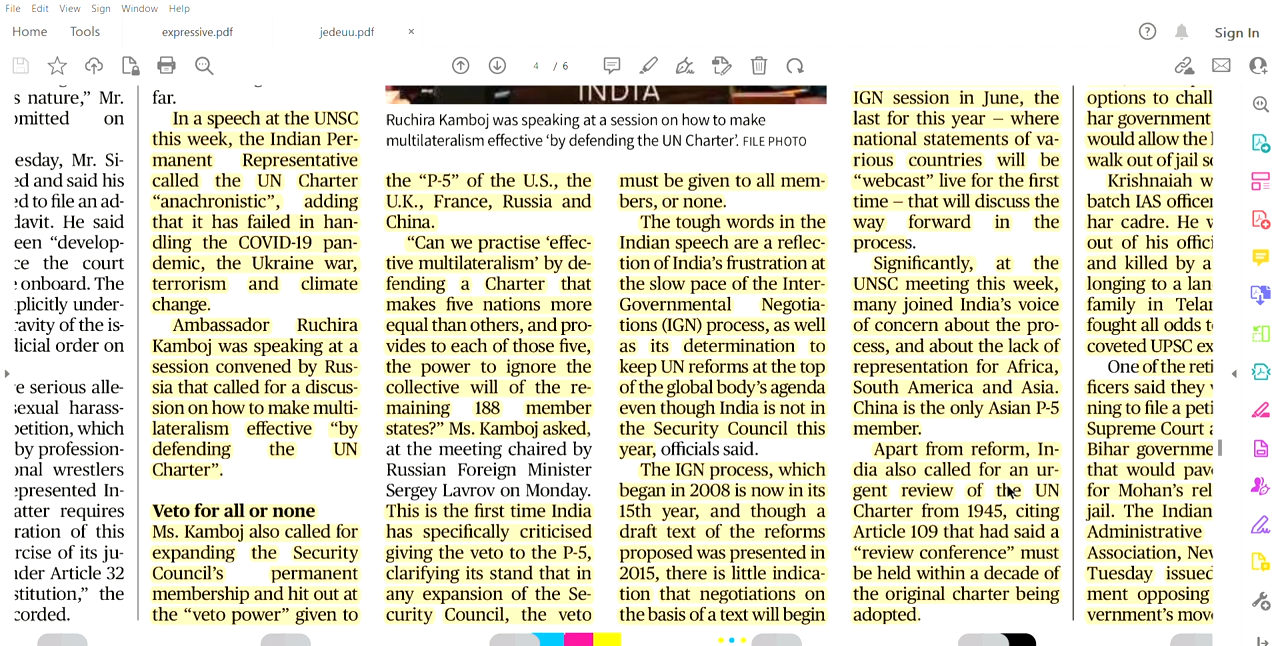 File Edit View Sign Window Help
Home Tools expressive.pdf jedeuu.pdf × Sign In
4 / 6
s nature,” Mr.
omitted on
esday, Mr. Si-
ed and said his
ed to file an ad-
davit. He said
een “develop-
ce the court
onboard. The
plicitly under-
ravity of the is-
dicial order on
e serious alle-
sexual harass-
petition, which
by profession-
onal wrestlers
epresented In-
atter requires
ration of this
rcise of its ju-
nder Article 32
stitution,” the
corded.
far.
In a speech at the UNSC
this week, the Indian Per-
manent Representative
called the UN Charter
“anachronistic”, adding
that it has failed in han-
dling the COVID-19 pan-
demic, the Ukraine war,
terrorism and climate
change.
Ambassador Ruchira
Kamboj was speaking at a
session convened by Rus-
sia that called for a discus-
sion on how to make multi-
lateralism effective “by
defending the UN
Charter”.
Veto for all or none
Ms. Kamboj also called for
expanding the Security
Council’s permanent
membership and hit out at
the “veto power” given to
INDIA
Ruchira Kamboj was speaking at a session on how to make
multilateralism effective ‘by defending the UN Charter’. FILE PHOTO
the “P-5” of the U.S., the
U.K., France, Russia and
China.
“Can we practise ‘effec-
tive multilateralism’ by de-
fending a Charter that
makes five nations more
equal than others, and pro-
vides to each of those five,
the power to ignore the
collective will of the re-
maining 188 member
states?” Ms. Kamboj asked,
at the meeting chaired by
Russian Foreign Minister
Sergey Lavrov on Monday.
This is the first time India
has specifically criticised
giving the veto to the P-5,
clarifying its stand that in
any expansion of the Se-
curity Council, the veto
must be given to all mem-
bers, or none.
The tough words in the
Indian speech are a reflec-
tion of India’s frustration at
the slow pace of the Inter-
Governmental Negotia-
tions (IGN) process, as well
as its determination to
keep UN reforms at the top
of the global body’s agenda
even though India is not in
the Security Council this
year, officials said.
The IGN process, which
began in 2008 is now in its
15th year, and though a
draft text of the reforms
proposed was presented in
2015, there is little indica-
tion that negotiations on
the basis of a text will begin
IGN session in June, the
last for this year – where
national statements of va-
rious countries will be
“webcast” live for the first
time – that will discuss the
way forward in the
process.
Significantly, at the
UNSC meeting this week,
many joined India’s voice
of concern about the pro-
cess, and about the lack of
representation for Africa,
South America and Asia.
China is the only Asian P-5
member.
Apart from reform, In-
dia also called for an ur-
gent review of the UN
Charter from 1945, citing
Article 109 that had said a
“review conference” must
be held within a decade of
the original charter being
adopted.
options to chall
har government
would allow the
walk out of jail
Krishnaiah w
batch IAS officer
har cadre. He
out of his offici
and killed by a
longing to a lan
family in Telan
fought all odds t
coveted UPSC ex
One of the reti
ficers said they
ning to file a peti
Supreme Court a
Bihar governme
that would pave
for Mohan’s rel
jail. The Indian
Administrative
Association, New
Tuesday issued
ment opposing
vernment’s mov